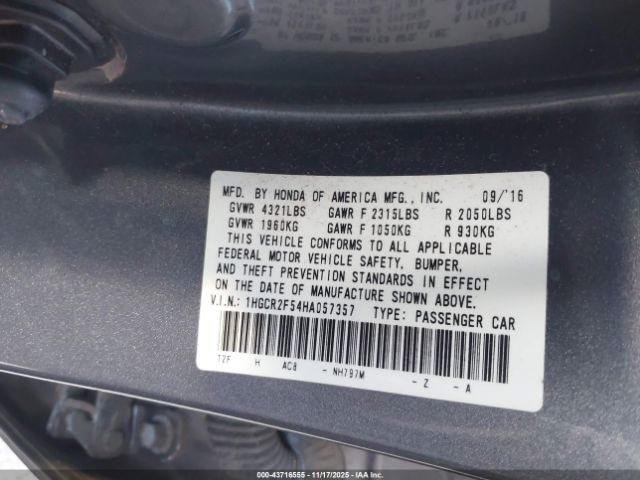 MFD. BY HONDA OF AMERICA MFG., INC. 09/'16
GVWR 4321LBS GAWR F 2315LBS R 2050LBS
GVWR 1960KG GAWR F 1050KG R 930KG
THIS VEHICLE CONFORMS TO ALL APPLICABLE
FEDERAL MOTOR VEHICLE SAFETY, BUMPER,
AND THEFT PREVENTION STANDARDS IN EFFECT
ON THE DATE OF MANUFACTURE SHOWN ABOVE.
V.I.N.: 1HGCR2F54HA057357 TYPE: PASSENGER CAR
T2F H AC8 - NH797M - Z - A
000-43716555 - 11/17/2025 - IAAI.COM